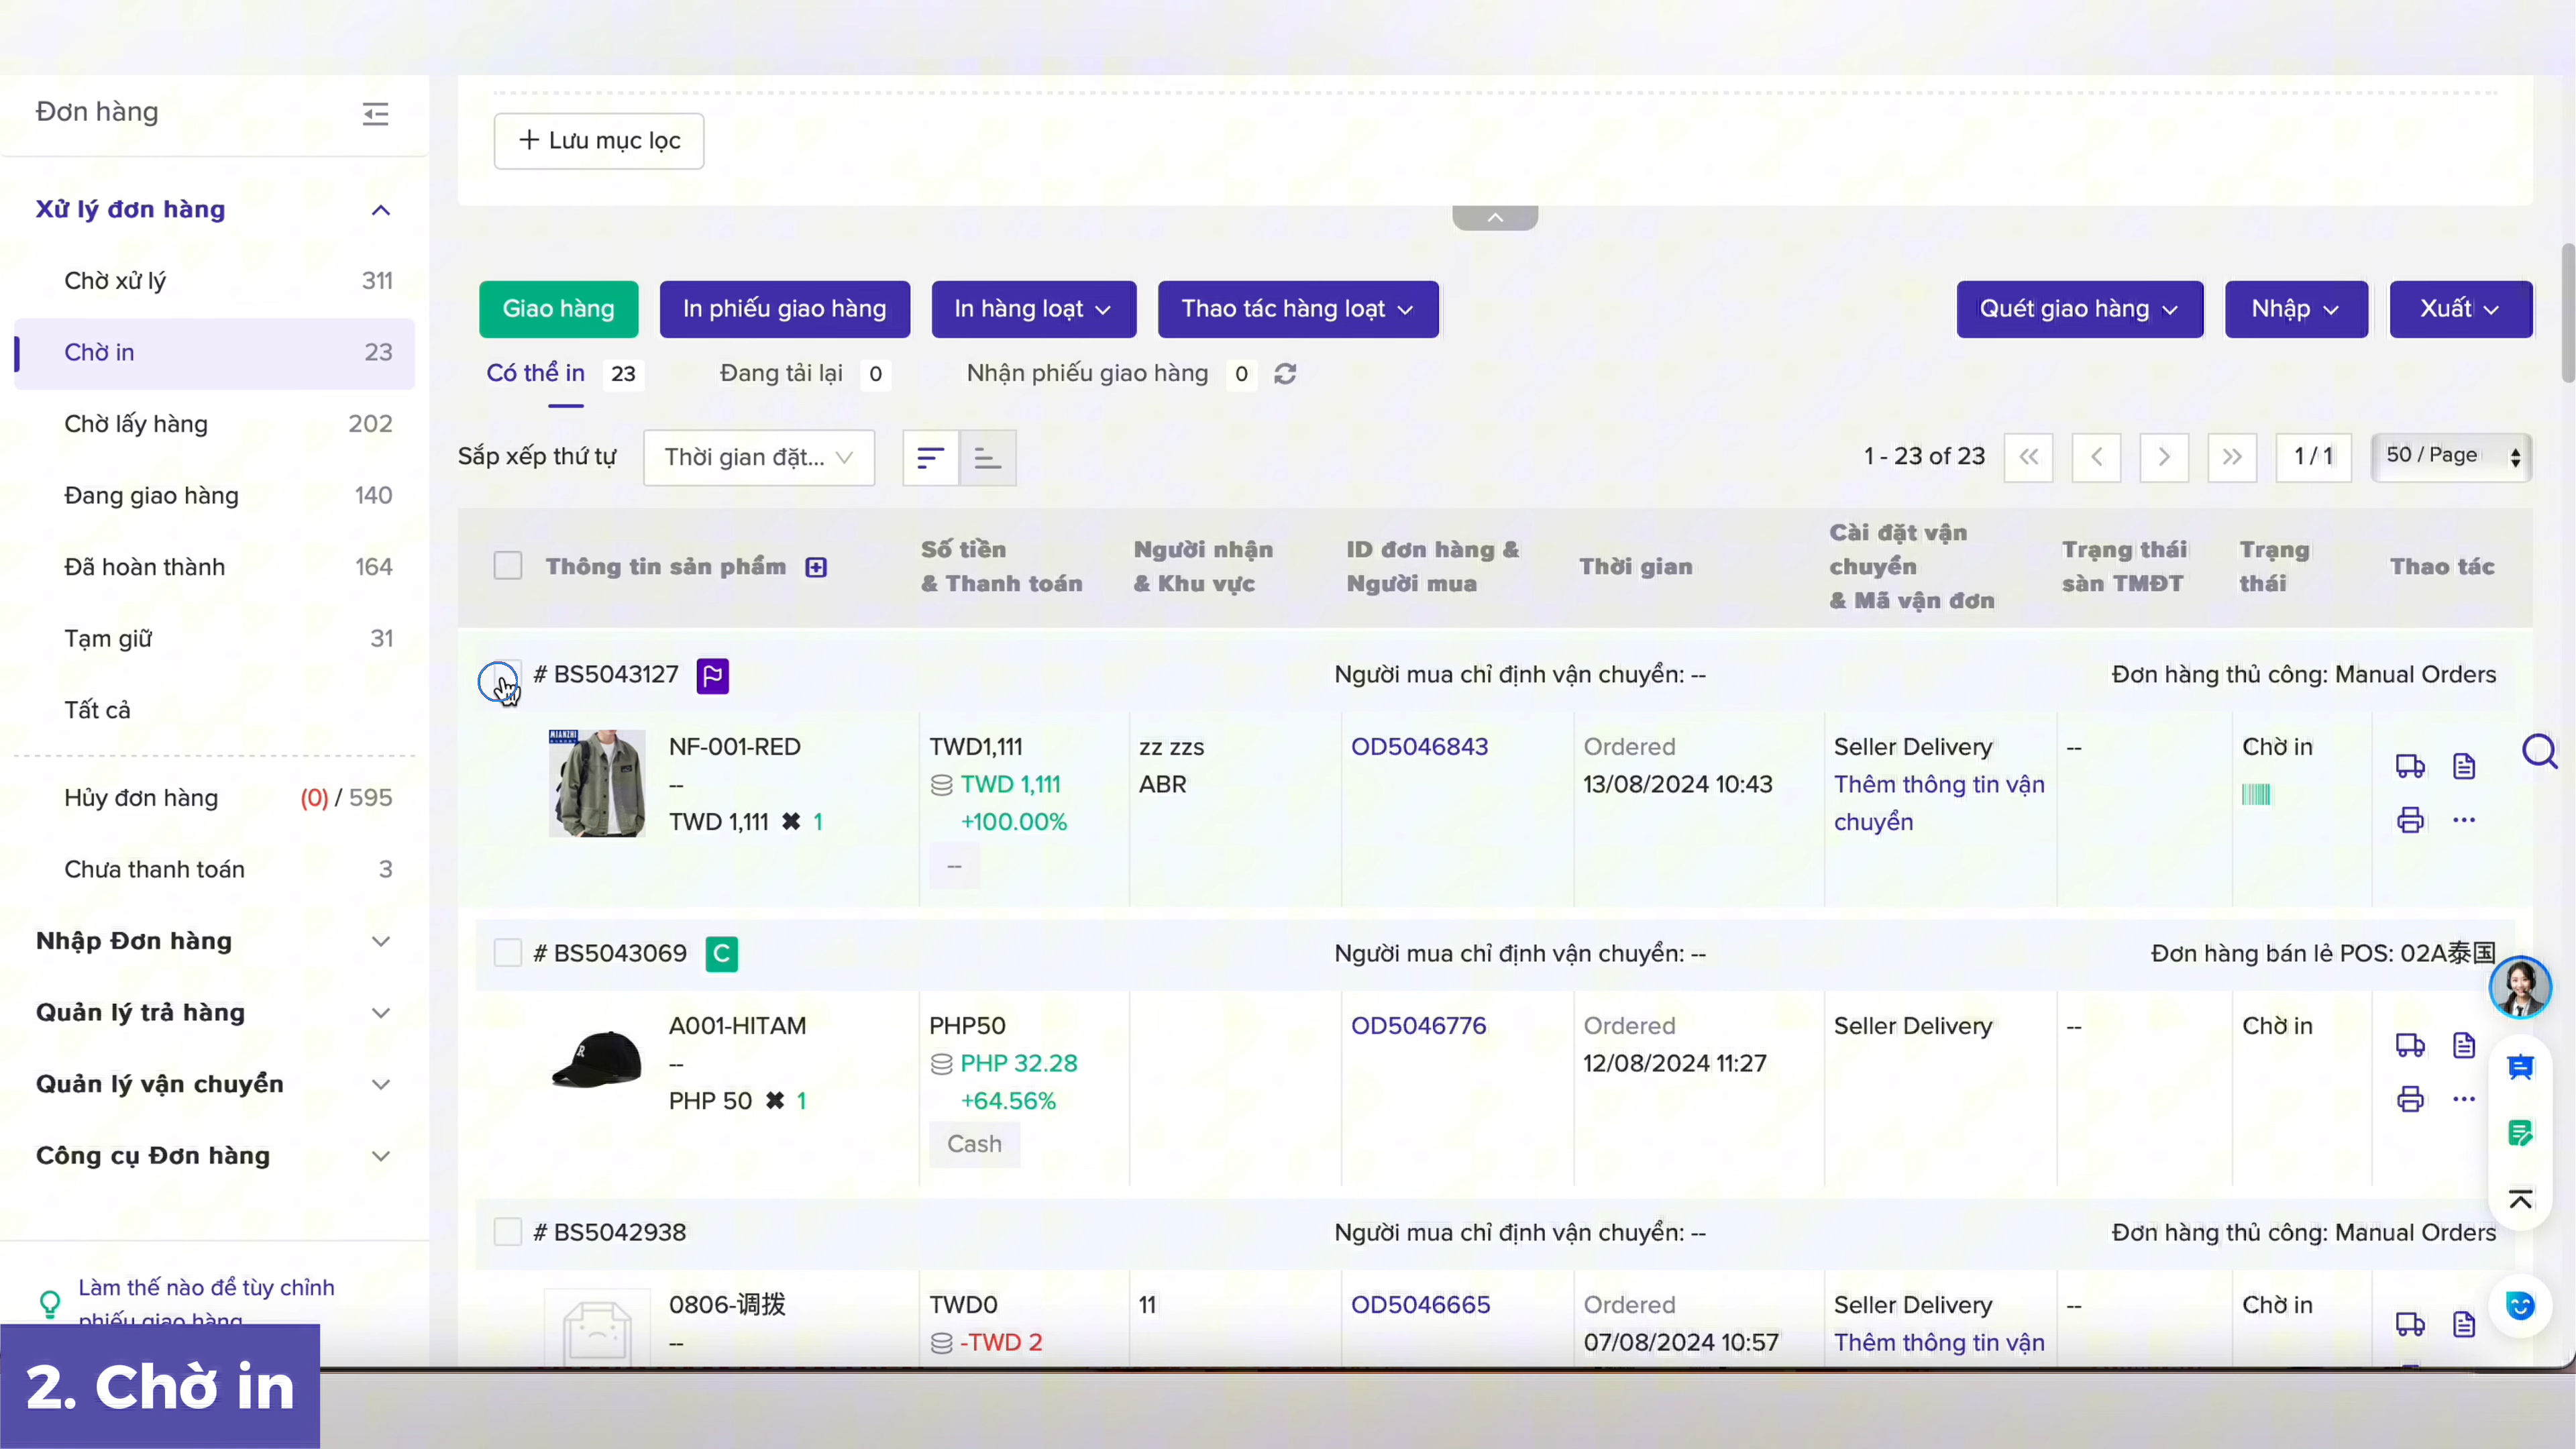 Đơn hàng
Lưu mục lọc
Xử lý đơn hàng
Chờ xử lý 311
Chờ in 23
Chờ lấy hàng 202
Đang giao hàng 140
Đã hoàn thành 164
Tạm giữ 31
Tất cả
Hủy đơn hàng (0) / 595
Chưa thanh toán 3
Nhập Đơn hàng
Quản lý trả hàng
Quản lý vận chuyển
Công cụ Đơn hàng
Làm thế nào để tùy chỉnh
phiếu giao hàng
Giao hàng In phiếu giao hàng In hàng loạt Thao tác hàng loạt Quét giao hàng Nhập Xuất
Có thể in 23 Đang tải lại 0 Nhận phiếu giao hàng 0
Sắp xếp thứ tự Thời gian đặt... 1 - 23 of 23 1 / 1 50 / Page
Thông tin sản phẩm
Số tiền
& Thanh toán
Người nhận
& Khu vực
ID đơn hàng &
Người mua
Thời gian
Cài đặt vận
chuyển
& Mã vận đơn
Trạng thái
sàn TMĐT
Trạng
thái
Thao tác
# BS5043127 Người mua chỉ định vận chuyển: -- Đơn hàng thủ công: Manual Orders
MIANZHI
NF-001-RED
--
TWD 1,111 ✖ 1
TWD1,111
TWD 1,111
+100.00%
--
zz zzs
ABR
OD5046843
Ordered
13/08/2024 10:43
Seller Delivery
Thêm thông tin vận
chuyển
--
Chờ in
# BS5043069 C Người mua chỉ định vận chuyển: -- Đơn hàng bán lẻ POS: 02A泰国
R
A001-HITAM
--
PHP 50 ✖ 1
PHP50
PHP 32.28
+64.56%
Cash
OD5046776
Ordered
12/08/2024 11:27
Seller Delivery
--
Chờ in
# BS5042938 Người mua chỉ định vận chuyển: -- Đơn hàng thủ công: Manual Orders
0806-调拨
--
TWD0
-TWD 2
11
OD5046665
Ordered
07/08/2024 10:57
Seller Delivery
Thêm thông tin vận
--
Chờ in
2. Chờ in